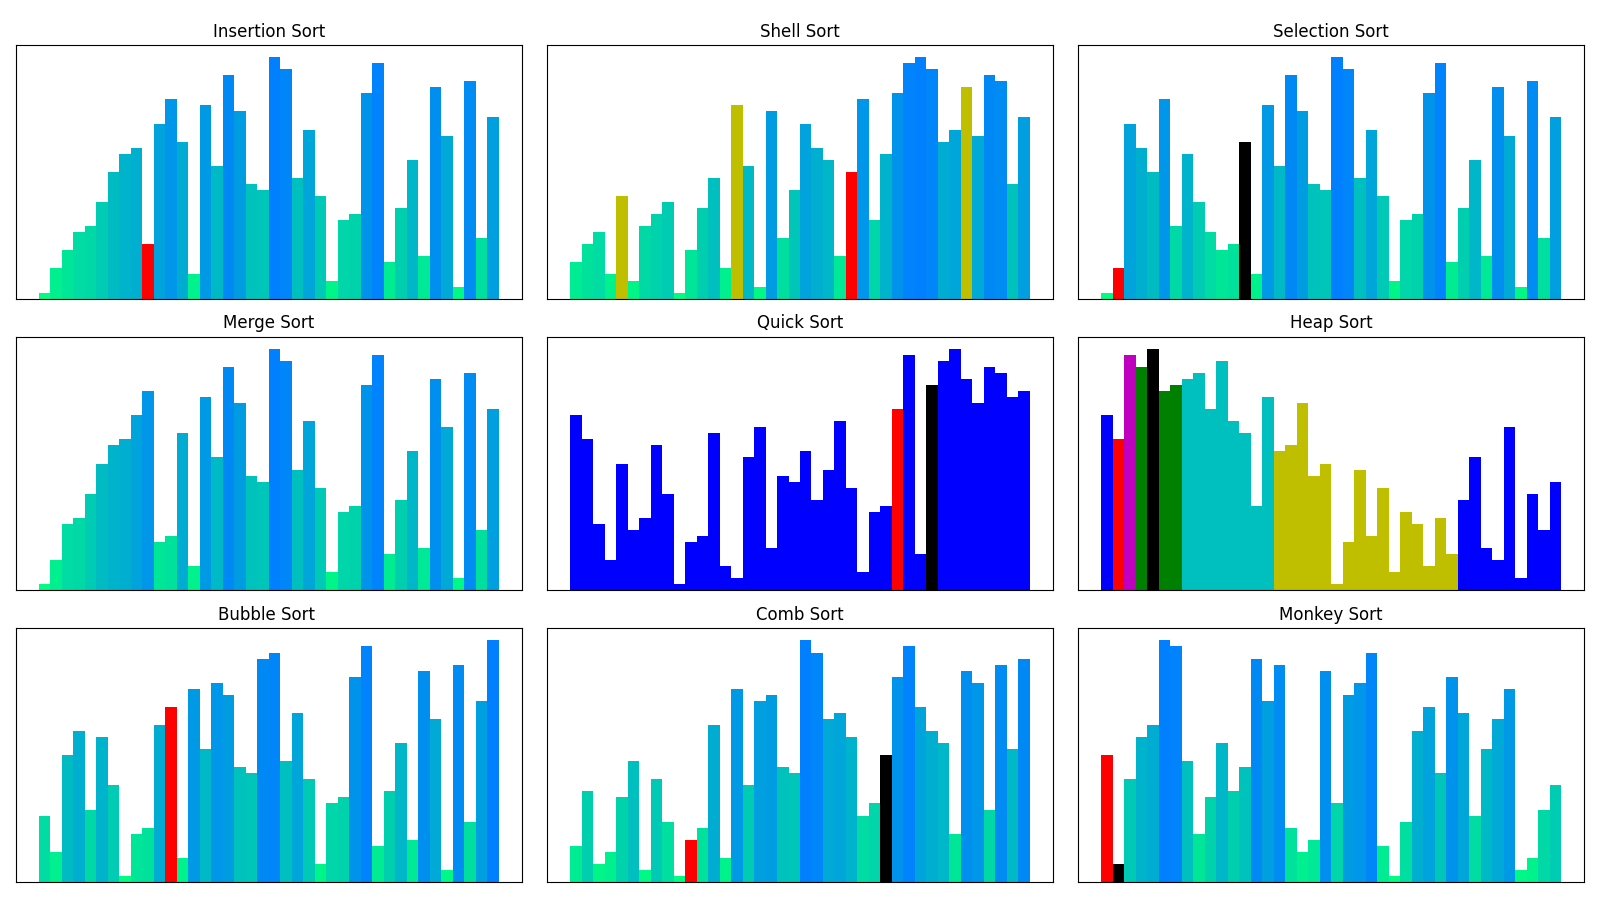 Insertion Sort
Shell Sort
Selection Sort
Merge Sort
Quick Sort
Heap Sort
Bubble Sort
Comb Sort
Monkey Sort